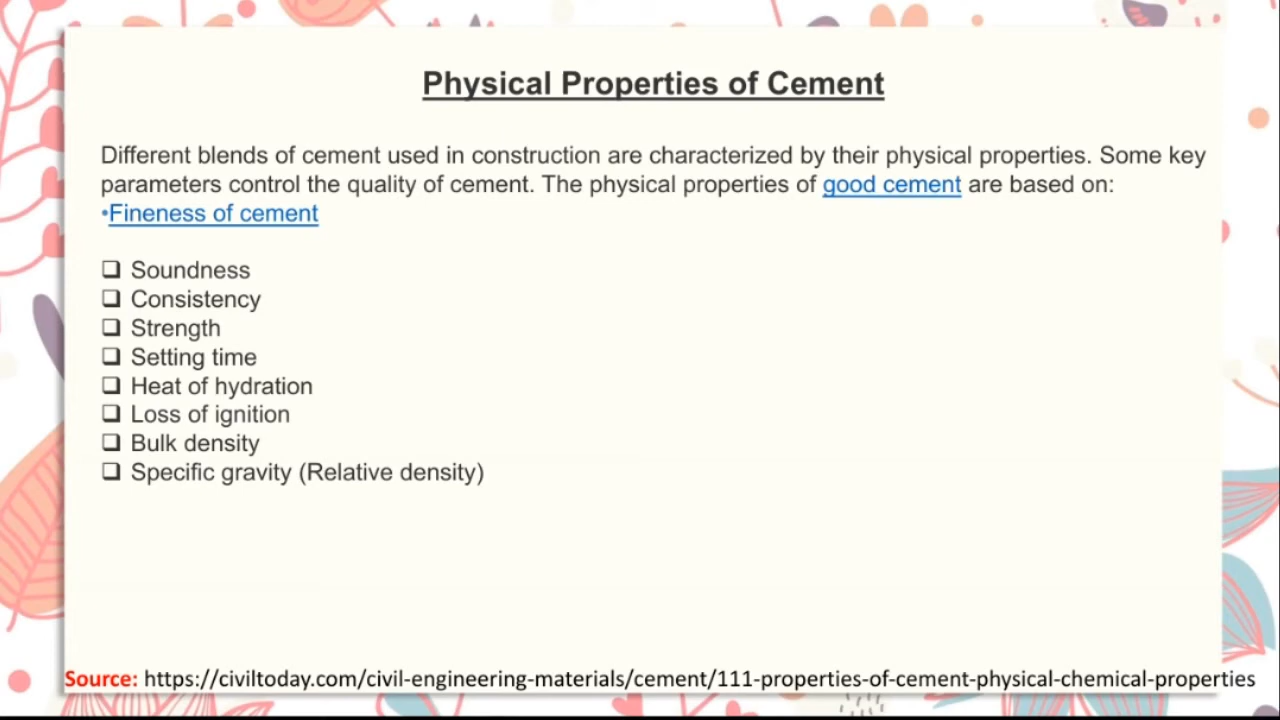 Physical Properties of Cement
Different blends of cement used in construction are characterized by their physical properties. Some key
parameters control the quality of cement. The physical properties of good cement are based on:
•Fineness of cement
❑ Soundness
❑ Consistency
❑ Strength
❑ Setting time
❑ Heat of hydration
❑ Loss of ignition
❑ Bulk density
❑ Specific gravity (Relative density)
Source: https://civiltoday.com/civil-engineering-materials/cement/111-properties-of-cement-physical-chemical-properties